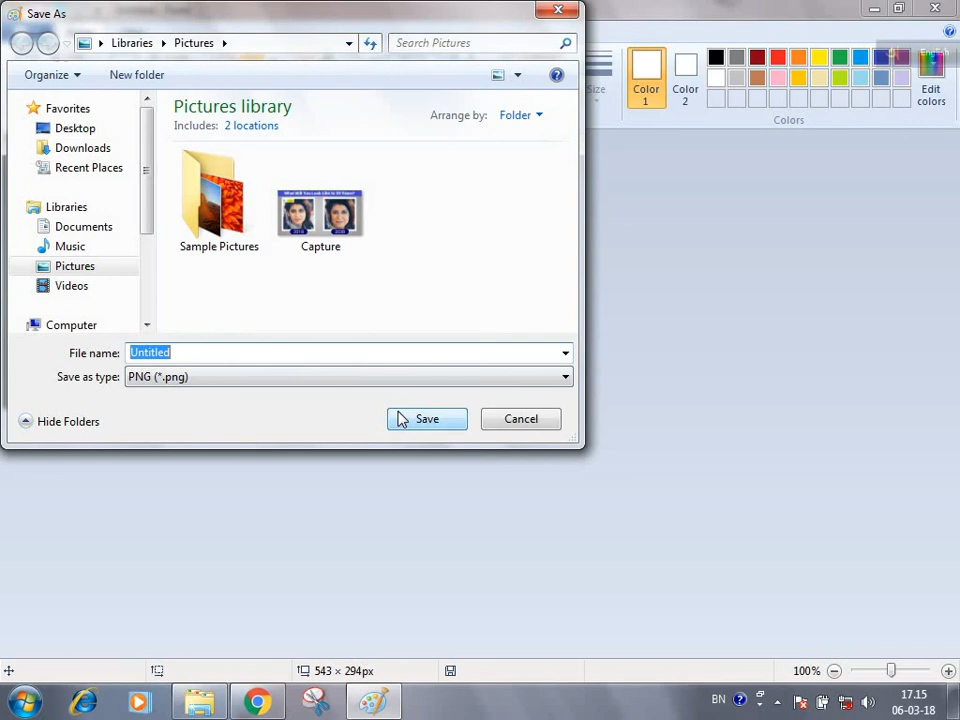 Save As
Libraries
Pictures
Search Pictures
Organize
New folder
Favorites
Desktop
Downloads
Recent Places
Libraries
Documents
Music
Pictures
Videos
Computer
Pictures library
Includes: 2 locations
Arrange by: Folder
Sample Pictures
Capture
File name: Untitled
Save as type: PNG (*.png)
Hide Folders
Save
Cancel
Size
Color 1
Color 2
Edit colors
Colors
543 × 294px
100%
BN
17.15
06-03-18